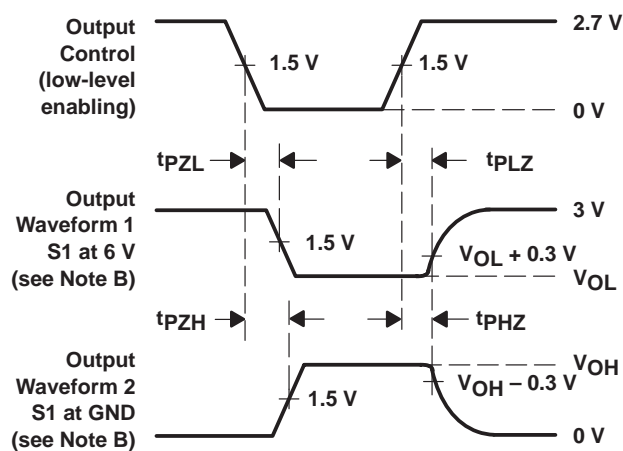 Output
Control
(low-level
enabling)
1.5 V
1.5 V
2.7 V
0 V
tPZL
tPLZ
Output
Waveform 1
S1 at 6 V
(see Note B)
1.5 V
3 V
VOL + 0.3 V
VOL
tPZH
tPHZ
Output
Waveform 2
S1 at GND
(see Note B)
1.5 V
VOH
VOH – 0.3 V
0 V